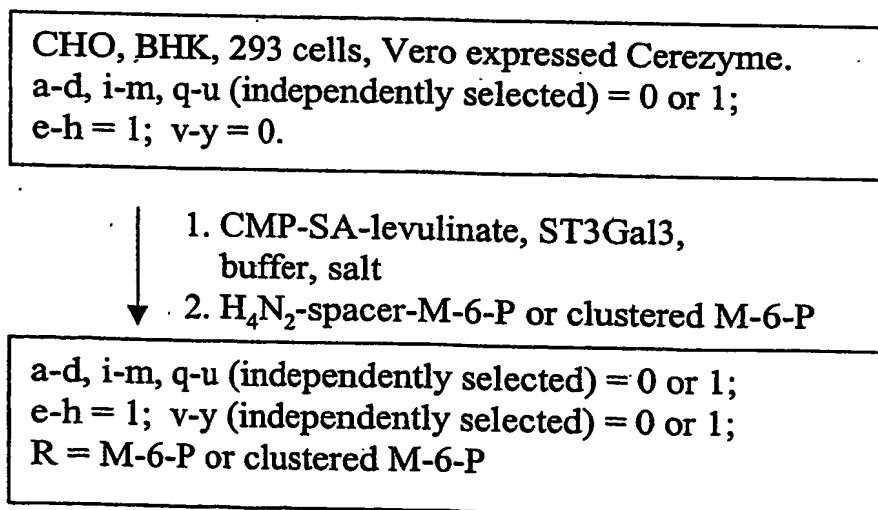 CHO, BHK, 293 cells, Vero expressed Cerezyme.
a-d, i-m, q-u (independently selected) = 0 or 1;
e-h = 1; v-y = 0.
1. CMP-SA-levulinate, ST3Gal3,
buffer, salt
2. H₄N₂-spacer-M-6-P or clustered M-6-P
a-d, i-m, q-u (independently selected) = 0 or 1;
e-h = 1; v-y (independently selected) = 0 or 1;
R = M-6-P or clustered M-6-P